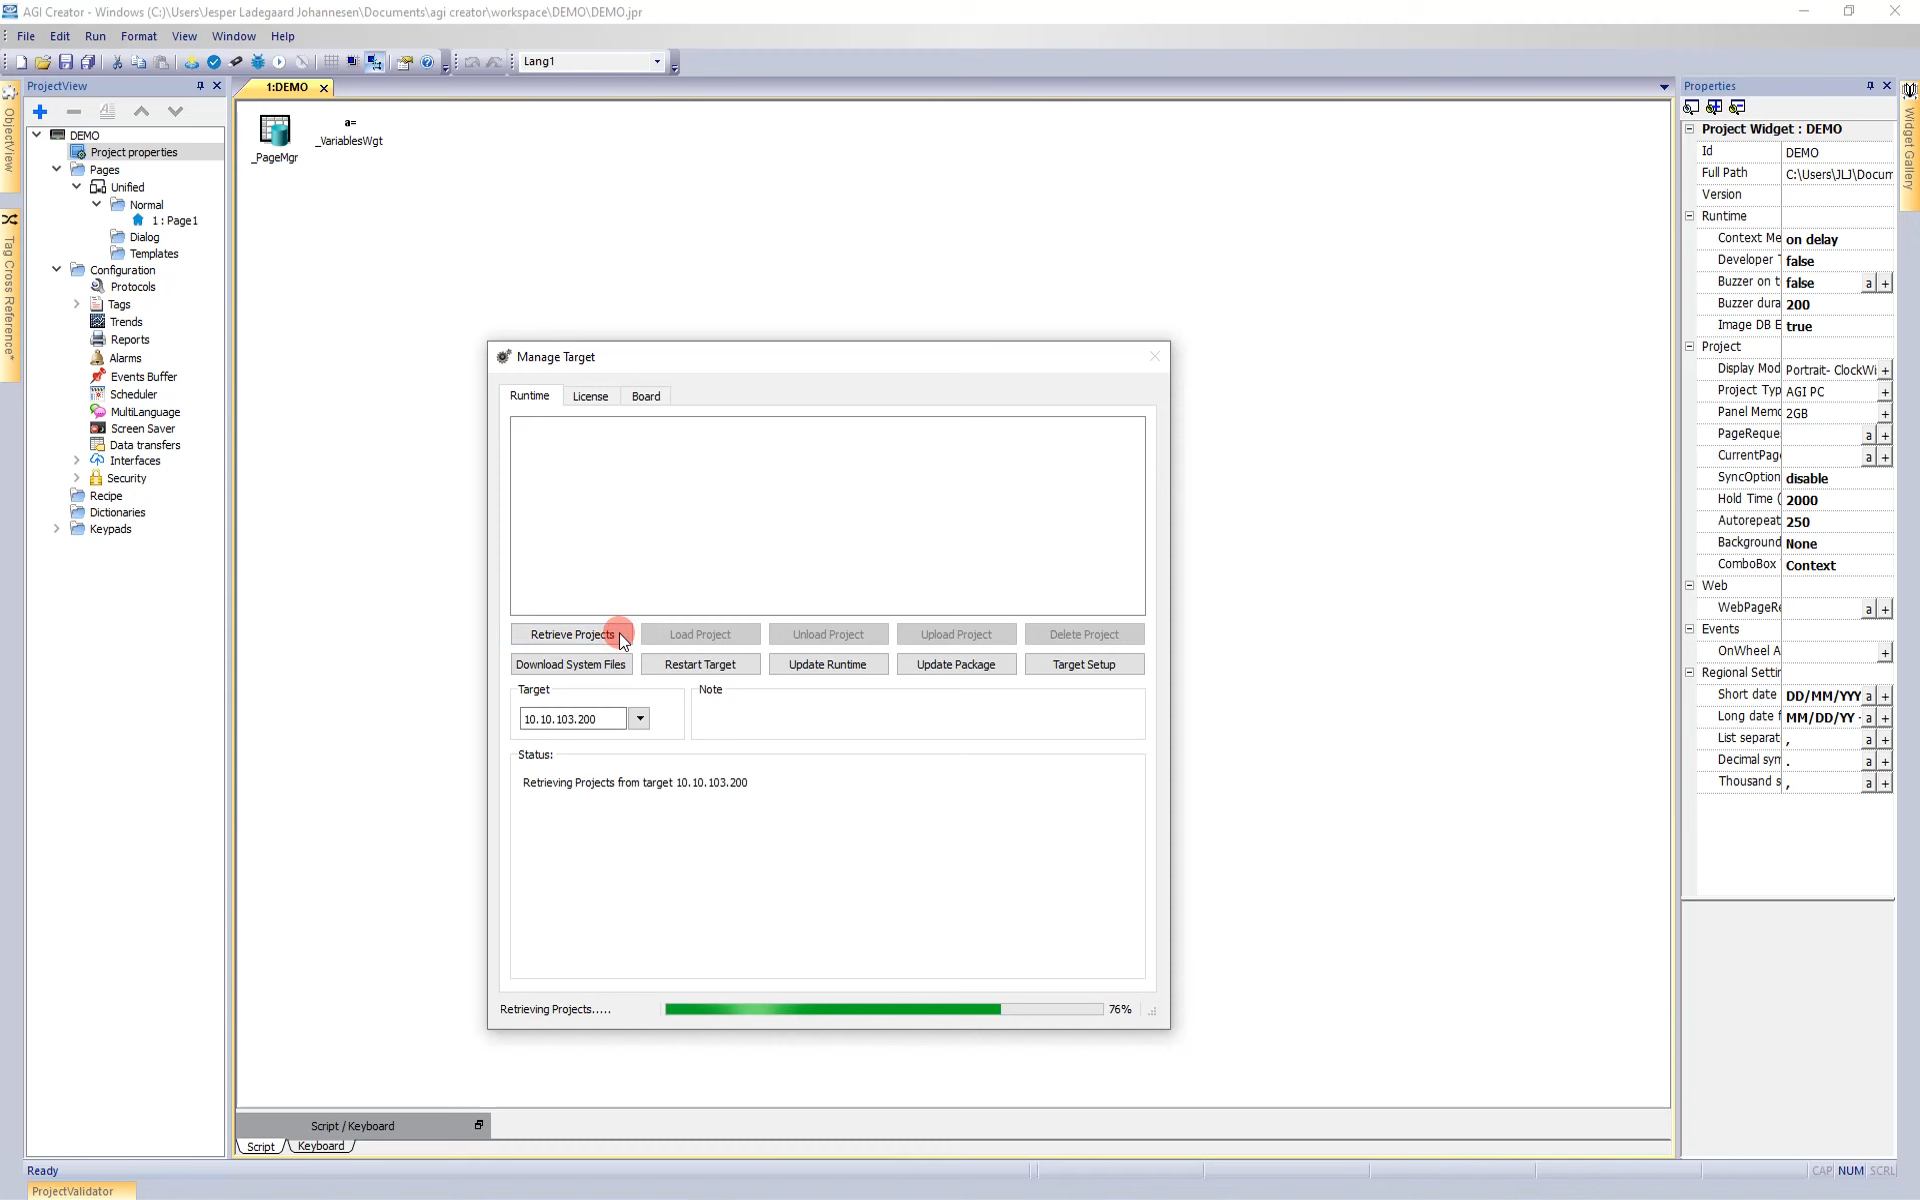 AGI Creator - Windows (C:)\Users\Jesper Ladegaard Johannesen\Documents\agi creator\workspace\DEMO\DEMO.jpr
File Edit Run Format View Window Help
Lang1
ObjectView
Tag Cross Reference*
ProjectView
DEMO
Project properties
Pages
Unified
Normal
1 : Page1
Dialog
Templates
Configuration
Protocols
Tags
Trends
Reports
Alarms
Events Buffer
Scheduler
MultiLanguage
Screen Saver
Data transfers
Interfaces
Security
Recipe
Dictionaries
Keypads
1:DEMO
_PageMgr
a=
_VariablesWgt
Manage Target
Runtime License Board
Retrieve Projects Load Project Unload Project Upload Project Delete Project
Download System Files Restart Target Update Runtime Update Package Target Setup
Target Note
10.10.103.200
Status:
Retrieving Projects from target 10.10.103.200
Retrieving Projects..... 76%
Script / Keyboard
Script Keyboard
Properties
Project Widget : DEMO
Id DEMO
Full Path C:\Users\JLJ\Docum
Version
Runtime
Context Me on delay
Developer T false
Buzzer on t false a +
Buzzer dura 200
Image DB E true
Project
Display Mod Portrait- ClockWi +
Project Typ AGI PC +
Panel Memo 2GB +
PageReque a +
CurrentPag a +
SyncOption disable
Hold Time ( 2000
Autorepeat 250
Background None
ComboBox Context
Web
WebPageRe a +
Events
OnWheel A +
Regional Settin
Short date DD/MM/YYY a +
Long date f MM/DD/YY - a +
List separat , a +
Decimal sym . a +
Thousand s , a +
Widget Gallery
Ready CAP NUM SCRL
ProjectValidator